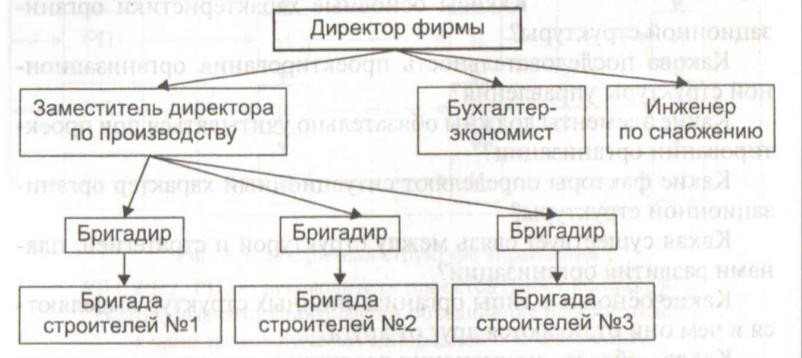 Директор фирмы
Заместитель директора
по производству
Бухгалтер-
экономист
Инженер
по снабжению
Бригадир
Бригадир
Бригадир
Бригада
строителей №1
Бригада
строителей №2
Бригада
строителей №3